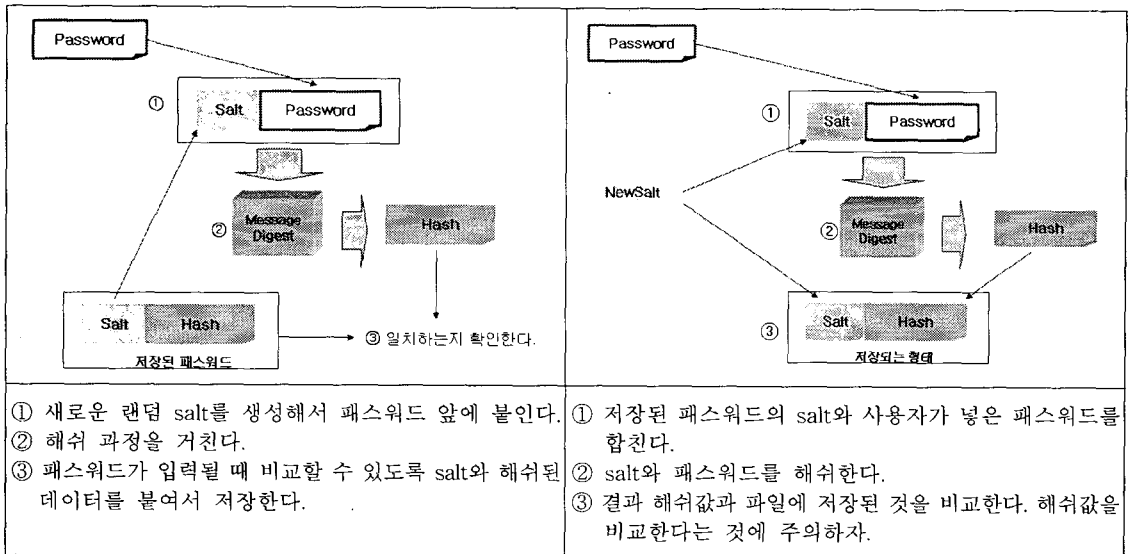 Password
① Salt Password
② Message Digest
Hash
Salt Hash
저장된 패스워드
③ 일치하는지 확인한다.
Password
① Salt Password
NewSalt
② Message Digest
Hash
③ Salt Hash
저장되는 형태
① 새로운 랜덤 salt를 생성해서 패스워드 앞에 붙인다.
② 해쉬 과정을 거친다.
③ 패스워드가 입력될 때 비교할 수 있도록 salt와 해쉬된
데이터를 붙여서 저장한다.
① 저장된 패스워드의 salt와 사용자가 넣은 패스워드를
합친다.
② salt와 패스워드를 해쉬한다.
③ 결과 해쉬값과 파일에 저장된 것을 비교한다. 해쉬값을
비교한다는 것에 주의하자.